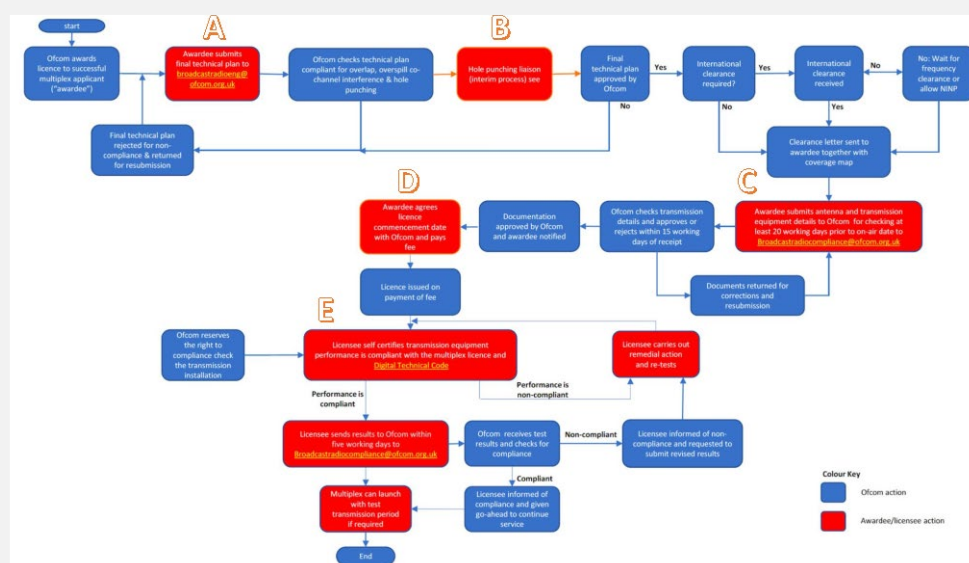 start
A
B
Ofcom awards
licence to successful
multiplex applicant
("awardee")
Awardee submits
final technical plan to
broadcastradioeng@
ofcom.org.uk
Ofcom checks technical plan
compliant for overlap, overspill co-
channel interference & hole
punching
Hole punching liaison
(interim process) see
Final
technical plan
approved by
Ofcom
Yes
International
clearance
required?
Yes
International
clearance
received
No
No: Wait for
frequency clearance or
allow NINP
No
No
Yes
Final technical plan
rejected for non-
compliance & returned
for resubmission
Clearance letter sent to
awardee together with
coverage map
D
C
Awardee agrees
licence
commencement date
with Ofcom and pays
fee
Documentation
approved by Ofcom
and awardee notified
Ofcom checks transmission
details and approves or
rejects within 15 working
days of receipt
Awardee submits antenna and transmission
equipment details to Ofcom for checking at
least 20 working days prior to on-air date to
Broadcastradiocompliance@ofcom.org.uk
Licence issued on
payment of fee
Documents returned for
corrections and
resubmission
E
Ofcom reserves
the right to
compliance check
the transmission
installation
Licensee self certifies transmission equipment
performance is compliant with the multiplex licence and
Digital Technical Code
Licensee carries out
remedial action
and re-tests
Performance is
compliant
Performance is
non-compliant
Licensee sends results to Ofcom within
five working days to
Broadcastradiocompliance@ofcom.org.uk
Ofcom receives test
results and checks for
compliance
Non-compliant
Licensee informed of non-
compliance and requested to
submit revised results
Compliant
Multiplex can launch
with test
transmission period
if required
Licensee informed of
compliance and given
go-ahead to continue
service
End
Colour Key
Ofcom action
Awardee/licensee action